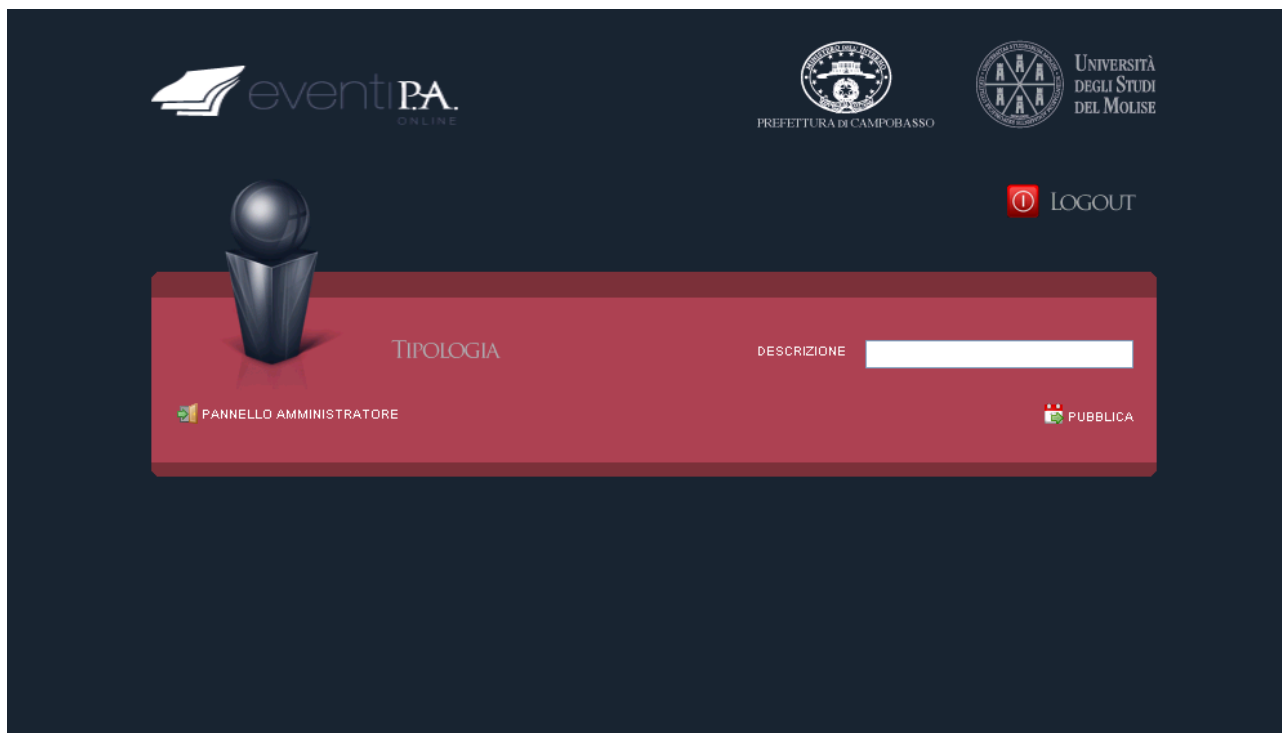 eventiP.A.
ONLINE
PREFETTURA DI CAMPOBASSO
UNIVERSITÀ
DEGLI STUDI
DEL MOLISE
LOGOUT
TIPOLOGIA
DESCRIZIONE
PANNELLO AMMINISTRATORE
PUBBLICA